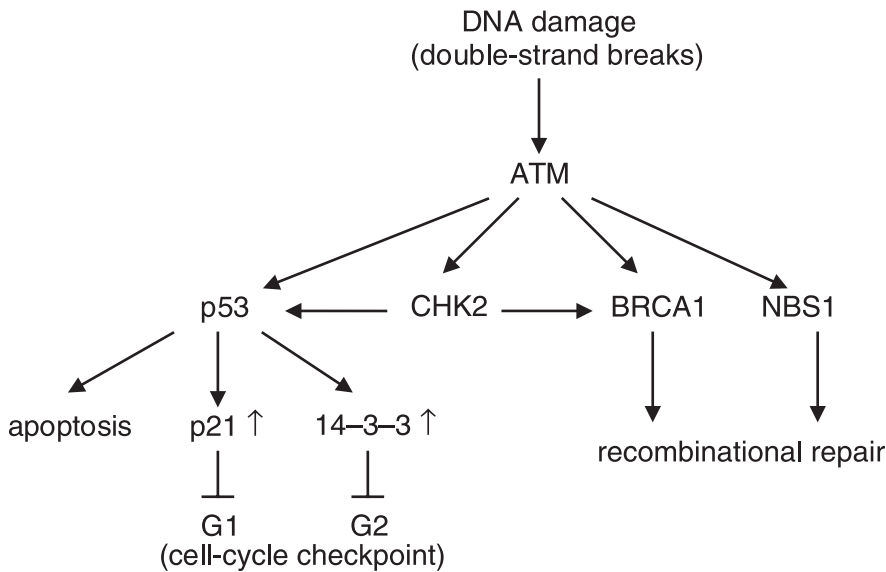 DNA damage
(double-strand breaks)
ATM
p53 CHK2 BRCA1 NBS1
apoptosis p21 ↑ 14–3–3 ↑
recombinational repair
G1 G2
(cell-cycle checkpoint)